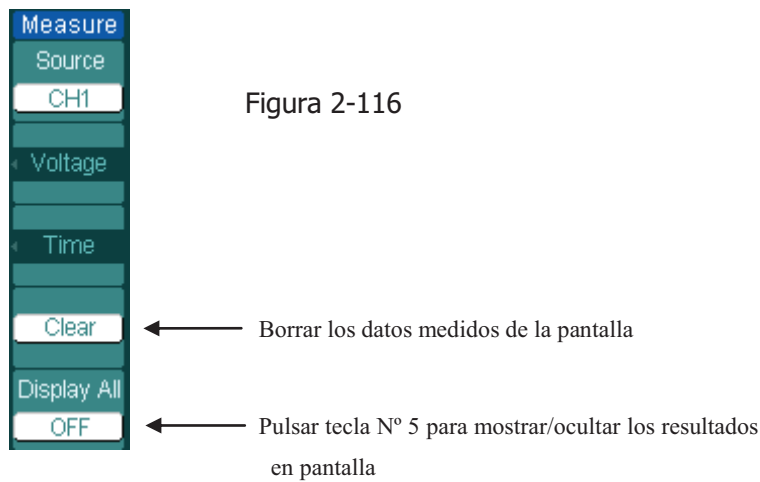 Measure
Source
CH1
Figura 2-116
Voltage
Time
Clear
Borrar los datos medidos de la pantalla
Display All
OFF
Pulsar tecla Nº 5 para mostrar/ocultar los resultados
en pantalla